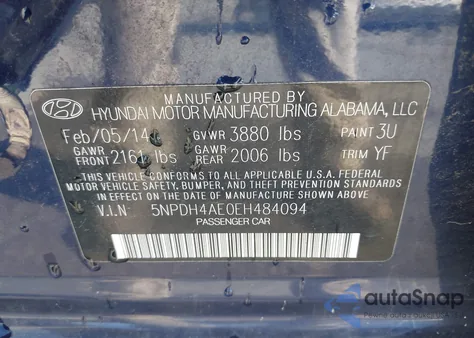 MANUFACTURED BY
HYUNDAI MOTOR MANUFACTURING ALABAMA, LLC
Feb/05/14 GVWR 3880 lbs PAINT 3U
GAWR FRONT 2161 lbs GAWR REAR 2006 lbs TRIM YF
THIS VEHICLE CONFORMS TO ALL APPLICABLE U.S.A. FEDERAL
MOTOR VEHICLE SAFETY, BUMPER, AND THEFT PREVENTION
STANDARDS IN EFFECT ON THE DATE OF MANUFACTURE SHOWN ABOVE
V.I.N 5NPDH4AE0EH484094
PASSENGER CAR
autoSnap